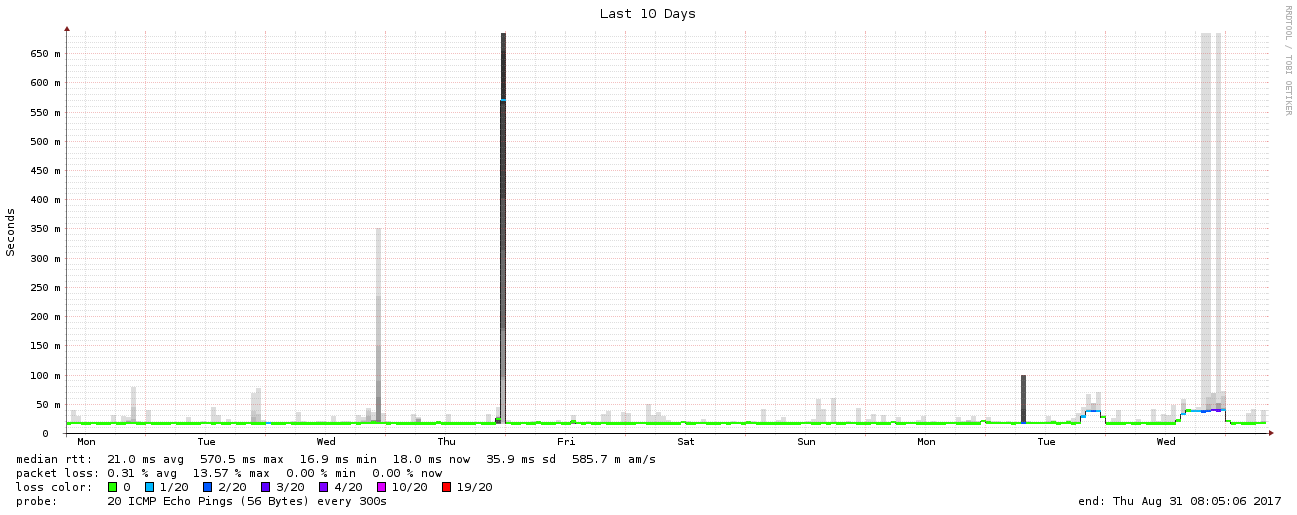 Last 10 Days
RRDTOOL / TOBI OETIKER
Seconds
650 m
600 m
550 m
500 m
450 m
400 m
350 m
300 m
250 m
200 m
150 m
100 m
50 m
0
Mon Tue Wed Thu Fri Sat Sun Mon Tue Wed
median rtt: 21.0 ms avg 570.5 ms max 16.9 ms min 18.0 ms now 35.9 ms sd 585.7 m am/s
packet loss: 0.31 % avg 13.57 % max 0.00 % min 0.00 % now
loss color: 0 1/20 2/20 3/20 4/20 10/20 19/20
probe: 20 ICMP Echo Pings (56 Bytes) every 300s
end: Thu Aug 31 08:05:06 2017